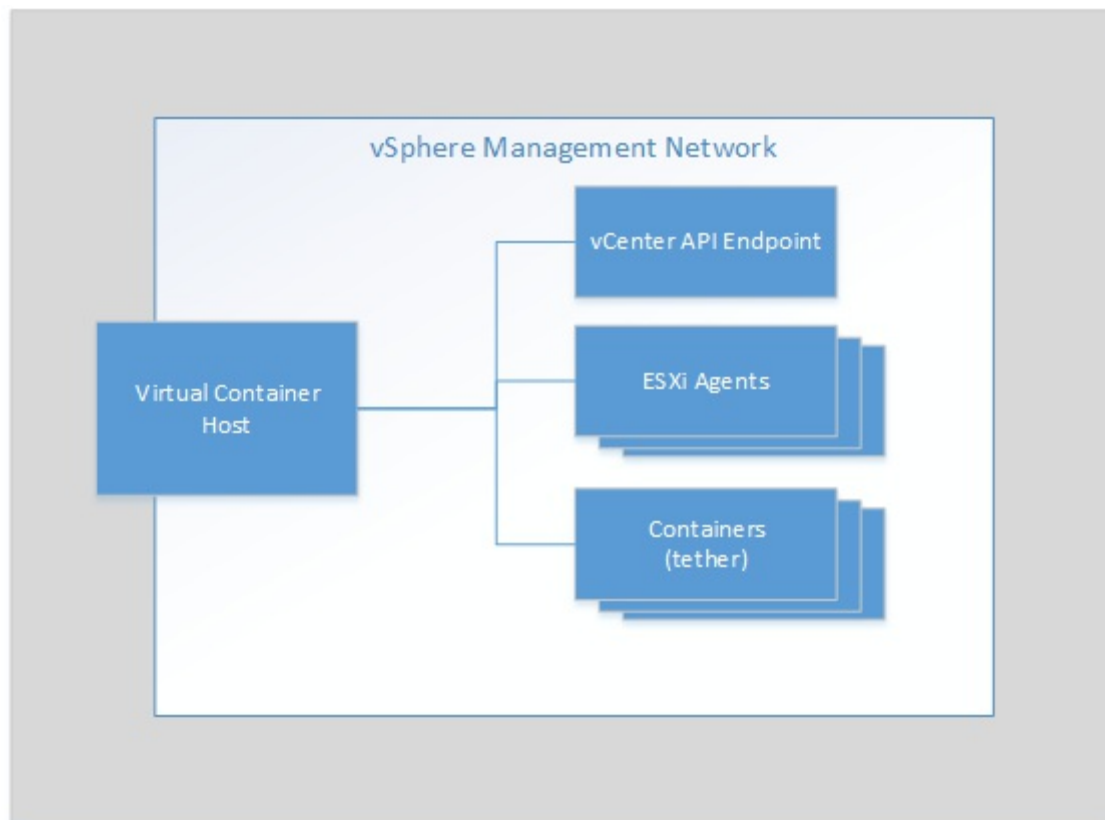 vSphere Management Network
vCenter API Endpoint
Virtual Container
Host
ESXi Agents
Containers
(tether)